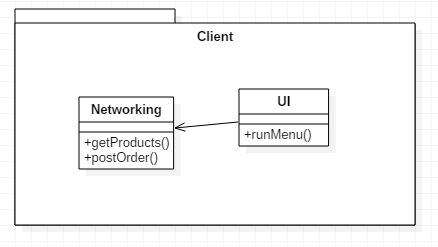 Client
Networking
+getProducts()
+postOrder()
UI
+runMenu()